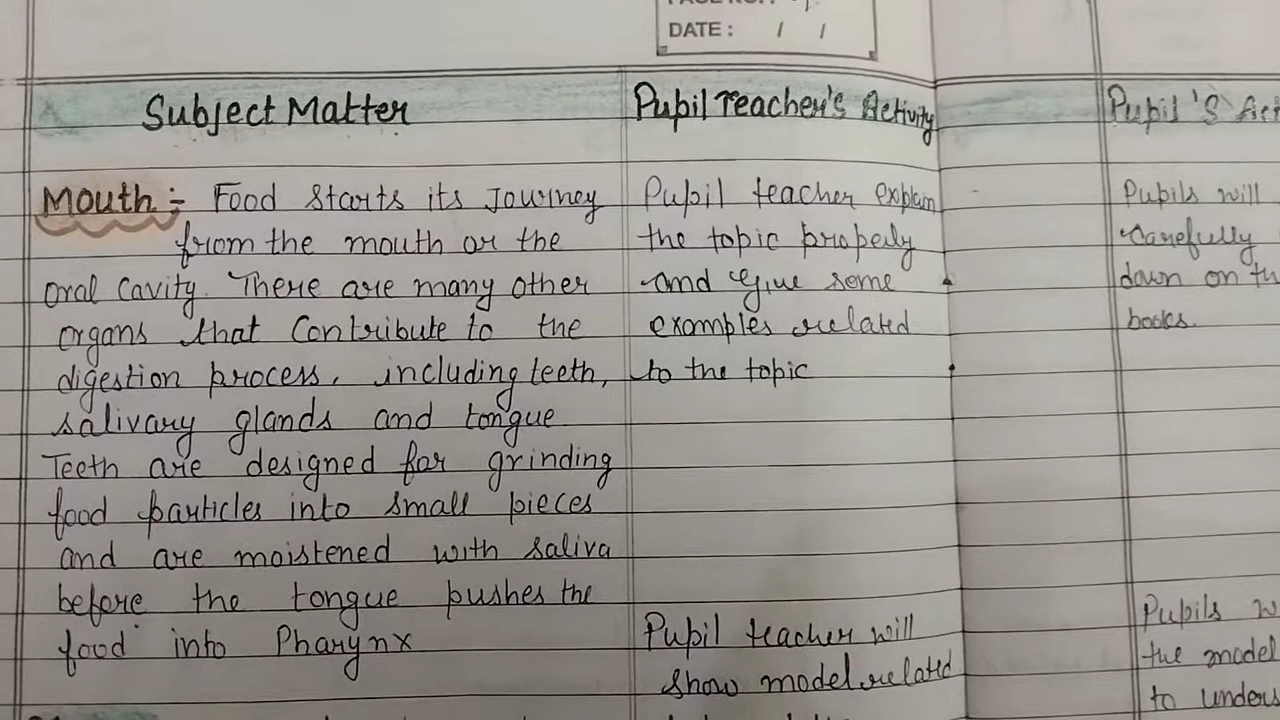 DATE : / /
Subject Matter
Pupil Teacher's Activity
Pupil's
Mouth :- Food starts its Journey
from the mouth or the
oral cavity. There are many other
organs that contribute to the
digestion process, including teeth,
salivary glands and tongue
Teeth are designed for grinding
food particles into small pieces
and are moistened with saliva
before the tongue pushes the
food into Pharynx
Pupil teacher explain
the topic properly
and give some
examples related
to the topic
Pupil teacher will
show model related
Pupils will
carefully
down on
books.
Pupils
the model
to